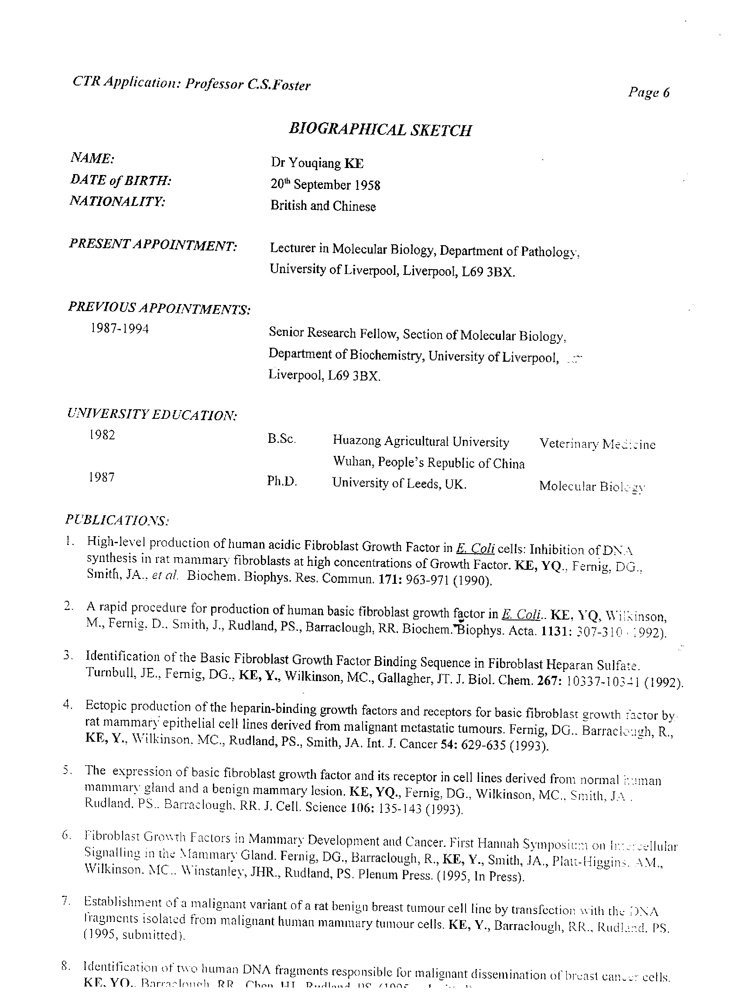 CTR Application: Professor C.S.Foster
Page 6
BIOGRAPHICAL SKETCH
NAME: Dr Youqiang KE
DATE of BIRTH: 20th September 1958
NATIONALITY: British and Chinese
PRESENT APPOINTMENT: Lecturer in Molecular Biology, Department of Pathology,
University of Liverpool, Liverpool, L69 3BX.
PREVIOUS APPOINTMENTS:
1987-1994 Senior Research Fellow, Section of Molecular Biology,
Department of Biochemistry, University of Liverpool,
Liverpool, L69 3BX.
UNIVERSITY EDUCATION:
1982 B.Sc. Huazong Agricultural University Veterinary Medicine
Wuhan, People's Republic of China
1987 Ph.D. University of Leeds, UK. Molecular Biology
PUBLICATIONS:
1. High-level production of human acidic Fibroblast Growth Factor in E. Coli cells: Inhibition of DNA
synthesis in rat mammary fibroblasts at high concentrations of Growth Factor. KE, YQ., Fernig, DG.,
Smith, JA., et al. Biochem. Biophys. Res. Commun. 171: 963-971 (1990).
2. A rapid procedure for production of human basic fibroblast growth factor in E. Coli.. KE, YQ, Wilkinson,
M., Fernig. D., Smith, J., Rudland, PS., Barraclough, RR. Biochem. Biophys. Acta. 1131: 307-310 (1992).
3. Identification of the Basic Fibroblast Growth Factor Binding Sequence in Fibroblast Heparan Sulfate.
Turnbull, JE., Fernig, DG., KE, Y., Wilkinson, MC., Gallagher, JT. J. Biol. Chem. 267: 10337-10341 (1992).
4. Ectopic production of the heparin-binding growth factors and receptors for basic fibroblast growth factor by
rat mammary epithelial cell lines derived from malignant metastatic tumours. Fernig, DG.. Barraclough, R.,
KE, Y., Wilkinson. MC., Rudland, PS., Smith, JA. Int. J. Cancer 54: 629-635 (1993).
5. The expression of basic fibroblast growth factor and its receptor in cell lines derived from normal human
mammary gland and a benign mammary lesion. KE, YQ., Fernig, DG., Wilkinson, MC., Smith, JA.
Rudland. PS.. Barraclough. RR. J. Cell. Science 106: 135-143 (1993).
6. Fibroblast Growth Factors in Mammary Development and Cancer. First Hannah Symposium on Intercellular
Signalling in the Mammary Gland. Fernig, DG., Barraclough, R., KE, Y., Smith, JA., Platt-Higgins. AM.,
Wilkinson. MC.. Winstanley, JHR., Rudland, PS. Plenum Press. (1995, In Press).
7. Establishment of a malignant variant of a rat benign breast tumour cell line by transfection with the DNA
fragments isolated from malignant human mammary tumour cells. KE, Y., Barraclough, RR., Rudland. PS.
(1995, submitted).
8. Identification of two human DNA fragments responsible for malignant dissemination of breast cancer cells.
KE, YQ., Barraclough, RR., Chen, HJ., Rudland, PS. (1995